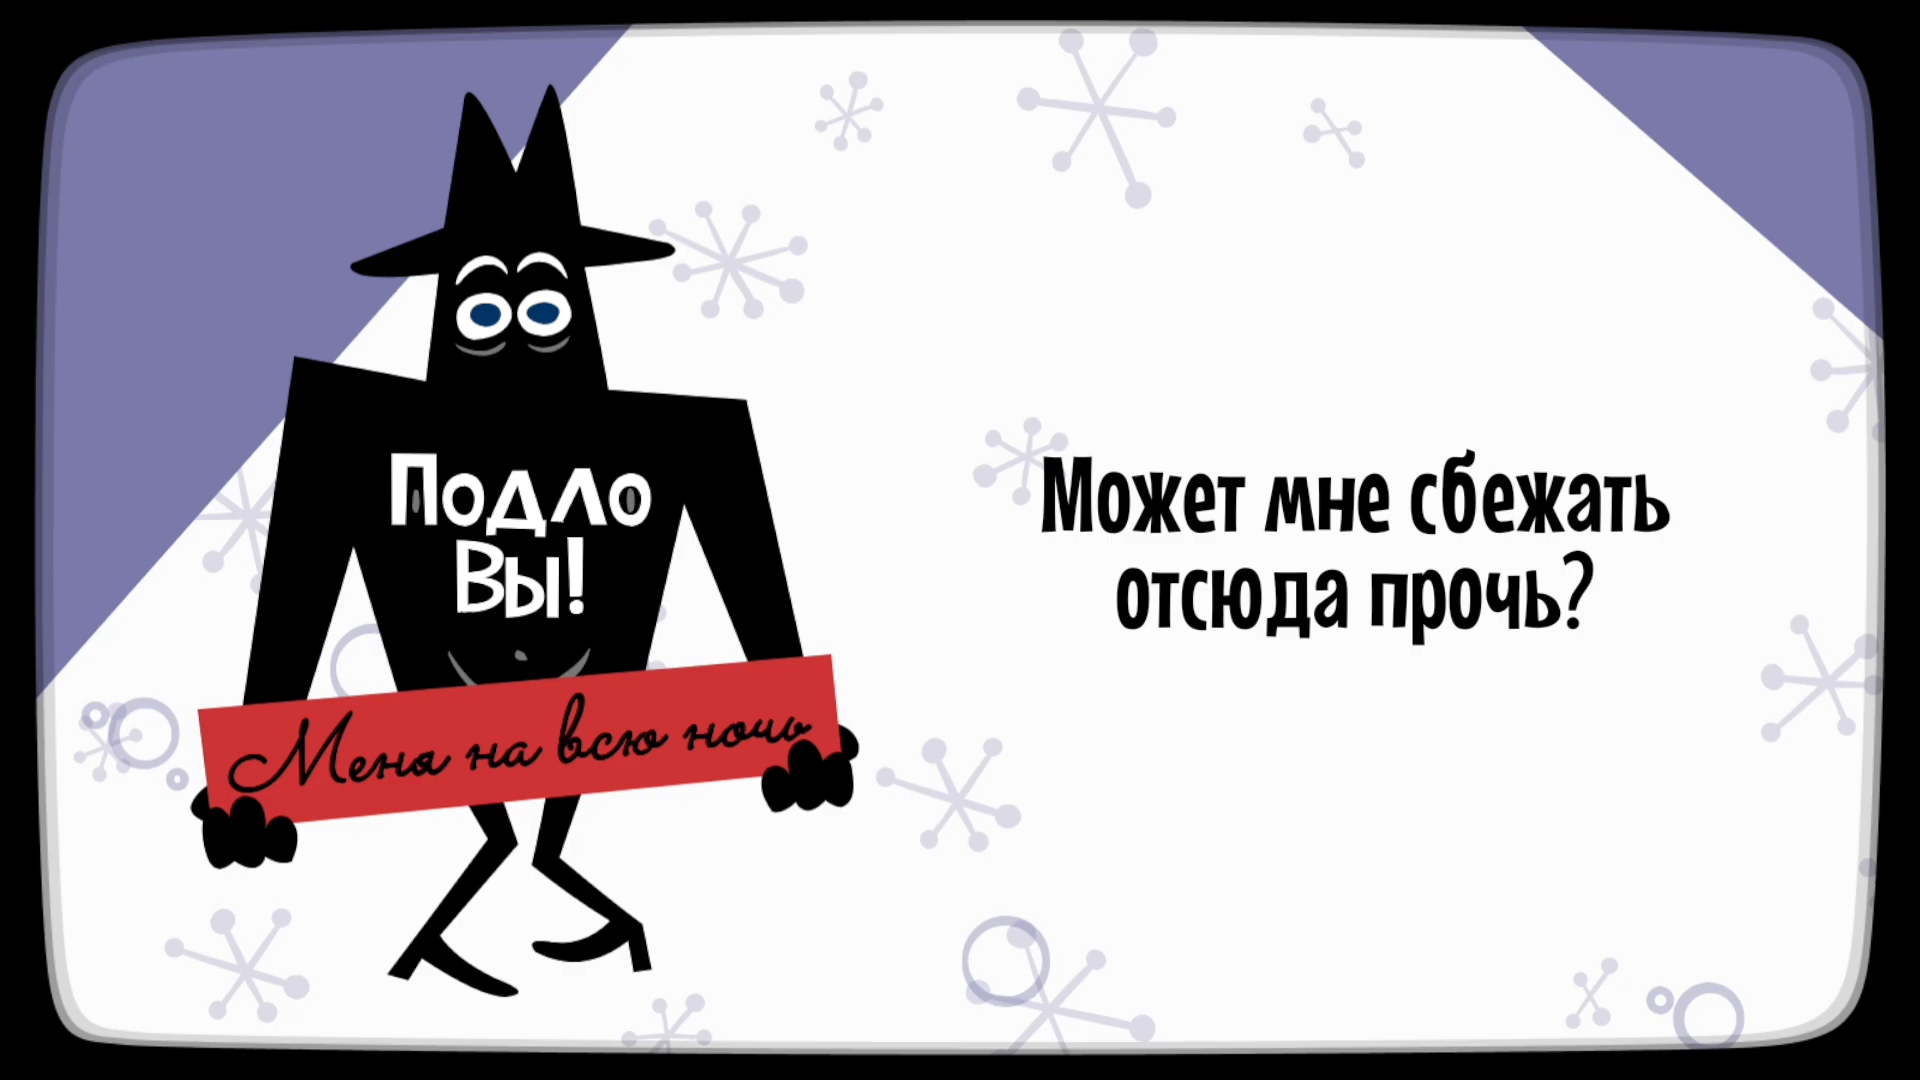 Подло
Вы!
Меня на всю ночь
Может мне сбежать
отсюда прочь?